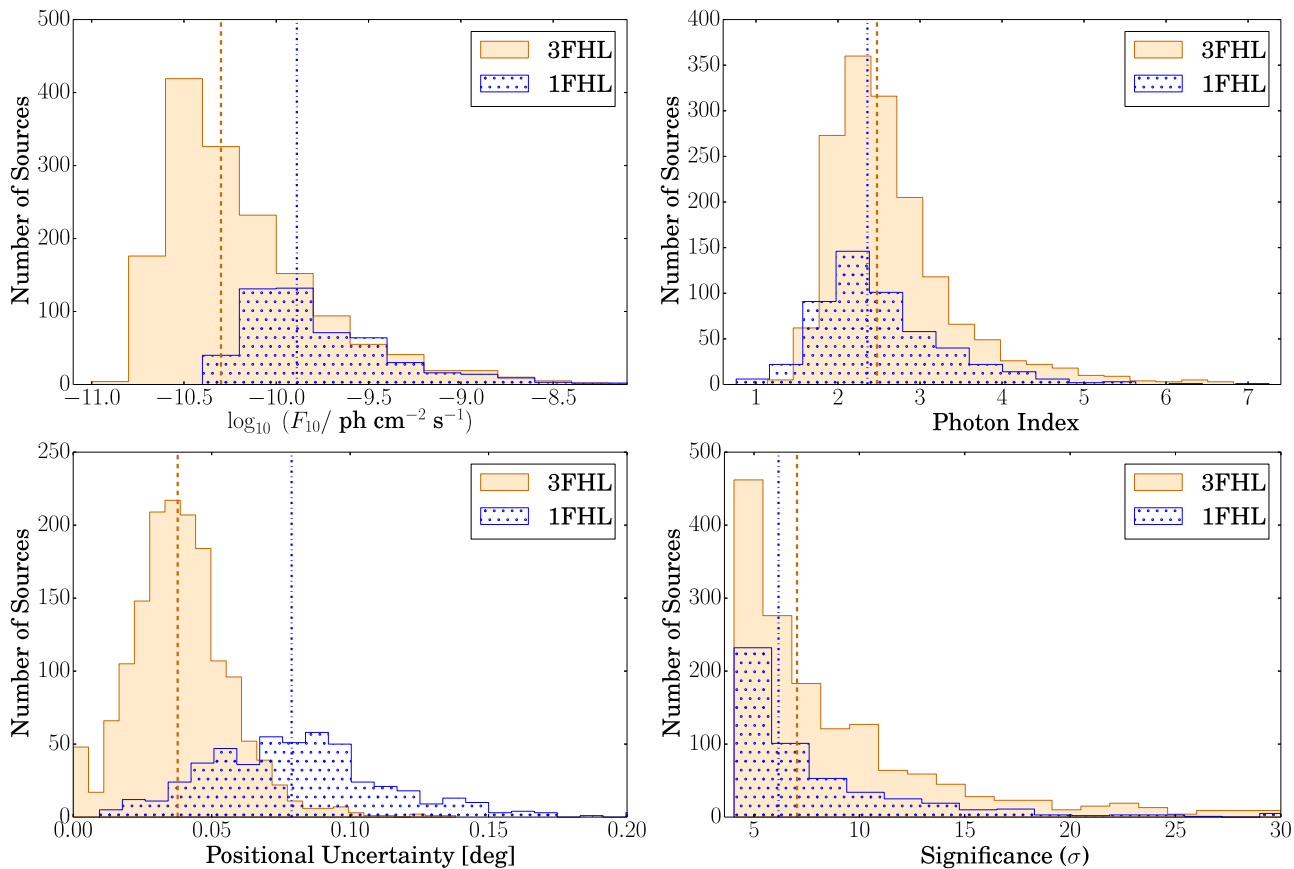 500
400
300
200
100
0
Number of Sources
−11.0 −10.5 −10.0 −9.5 −9.0 −8.5
log₁₀ (F₁₀/ ph cm⁻² s⁻¹)
3FHL
1FHL
400
350
300
250
200
150
100
50
0
Number of Sources
1 2 3 4 5 6 7
Photon Index
3FHL
1FHL
250
200
150
100
50
0
Number of Sources
0.00 0.05 0.10 0.15 0.20
Positional Uncertainty [deg]
3FHL
1FHL
500
400
300
200
100
0
Number of Sources
5 10 15 20 25 30
Significance (σ)
3FHL
1FHL